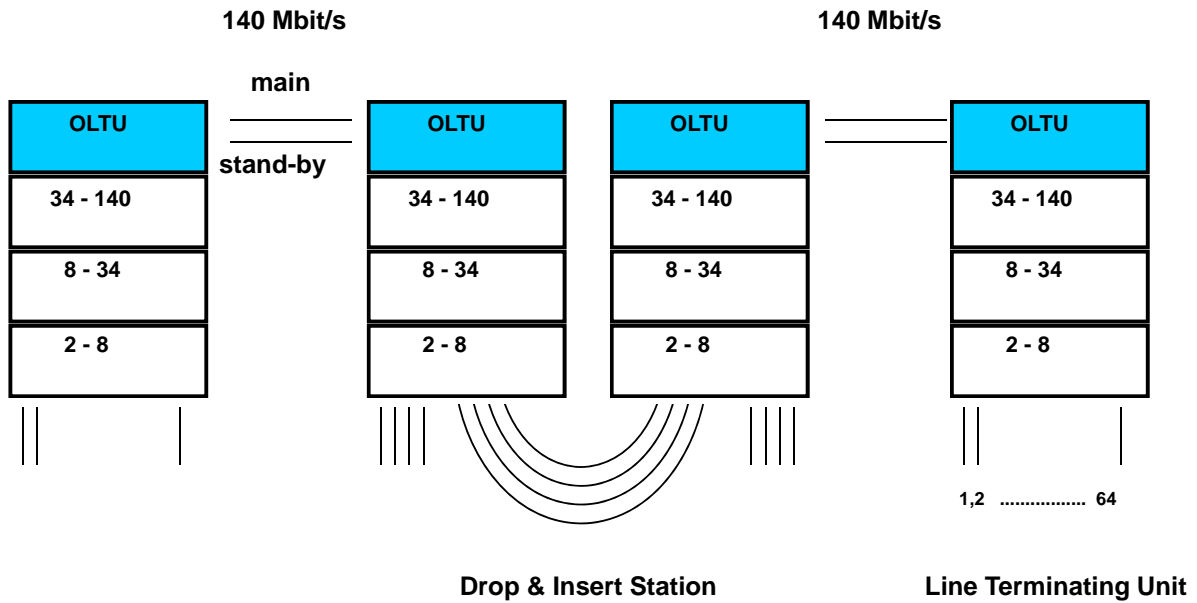 140 Mbit/s 140 Mbit/s
main
OLTU OLTU OLTU OLTU
stand-by
34 - 140 34 - 140 34 - 140 34 - 140
8 - 34 8 - 34 8 - 34 8 - 34
2 - 8 2 - 8 2 - 8 2 - 8
1,2 ................. 64
Drop & Insert Station Line Terminating Unit